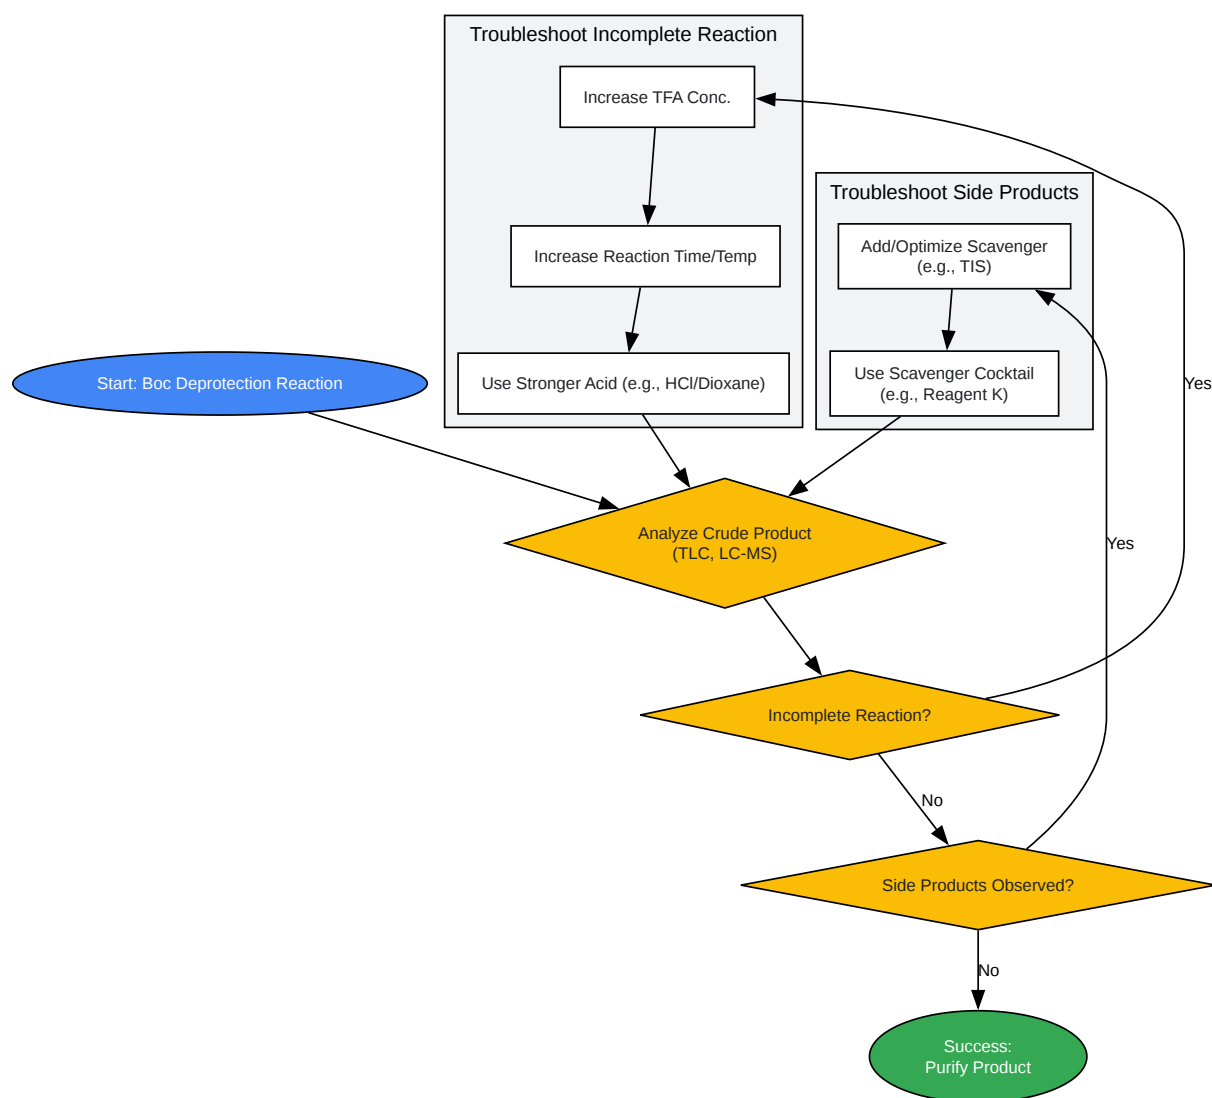 Troubleshoot Incomplete Reaction
Increase TFA Conc.
Troubleshoot Side Products
Add/Optimize Scavenger
(e.g., TIS)
Increase Reaction Time/Temp
Start: Boc Deprotection Reaction
Use Stronger Acid (e.g., HCl/Dioxane)
Use Scavenger Cocktail
(e.g., Reagent K)
Yes
Analyze Crude Product
(TLC, LC-MS)
Yes
Incomplete Reaction?
No
Side Products Observed?
No
Success:
Purify Product